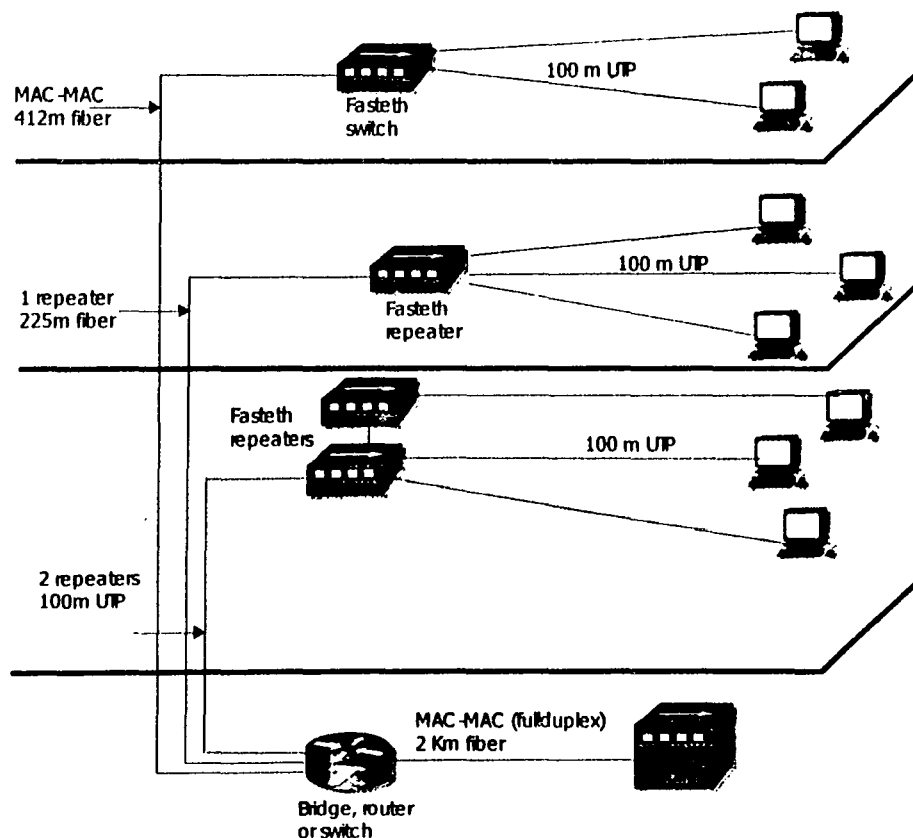 100 m UTP
MAC-MAC
412m fiber
Fasteth
switch
100 m UTP
1 repeater
225m fiber
Fasteth
repeater
Fasteth
repeaters
100 m UTP
2 repeaters
100m UTP
MAC-MAC (fullduplex)
2 Km fiber
Bridge, router
or switch